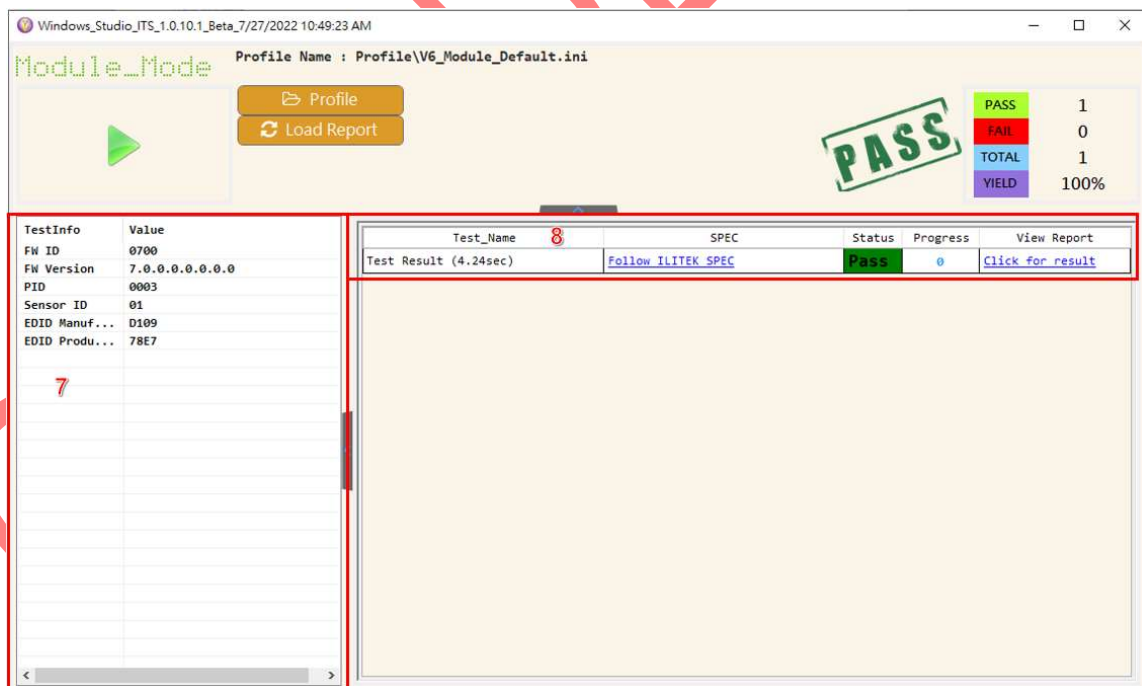 Windows_Studio_ITS_1.0.10.1_Beta_7/27/2022 10:49:23 AM
Module_Mode
Profile Name : Profile\V6_Module_Default.ini
Profile
Load Report
PASS
PASS 1
FAIL 0
TOTAL 1
YIELD 100%
TestInfo Value
FW ID 0700
FW Version 7.0.0.0.0.0.0.0
PID 0003
Sensor ID 01
EDID Manuf... D109
EDID Produ... 78E7
7
Test_Name 8 SPEC Status Progress View Report
Test Result (4.24sec) Follow ILITEK SPEC Pass 0 Click for result